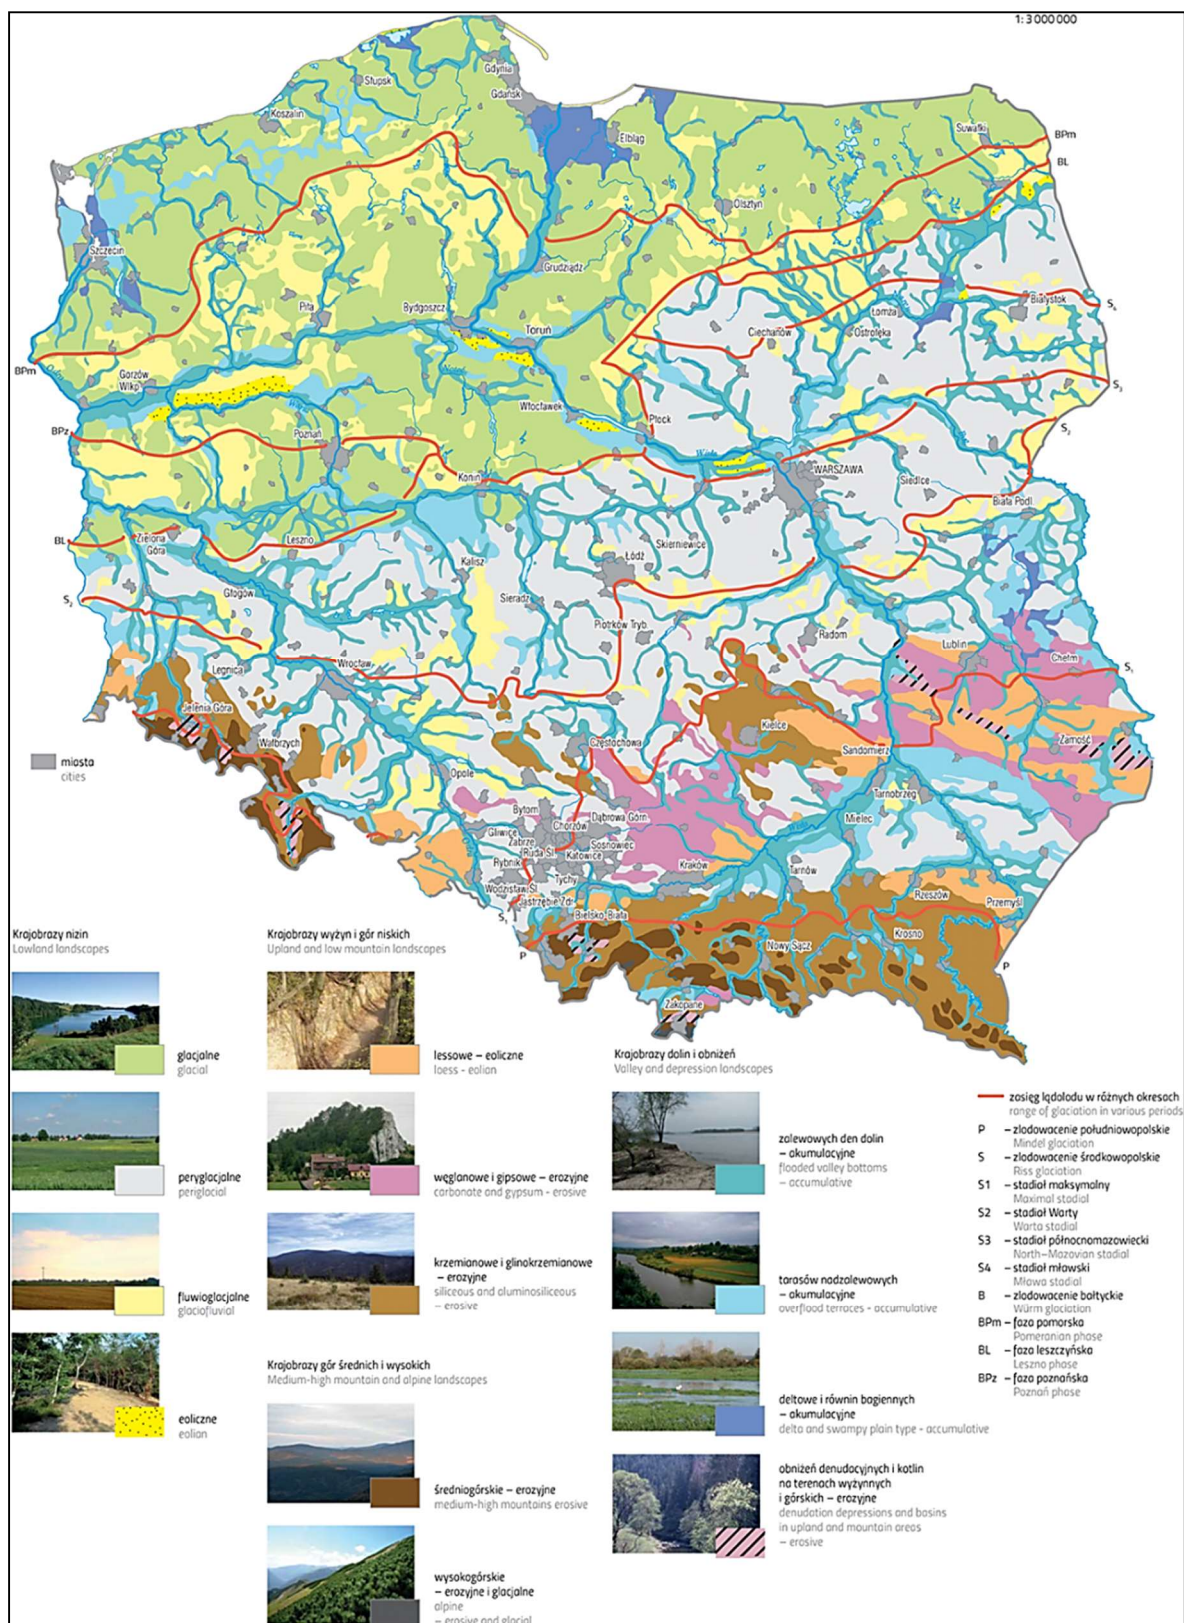 1: 3 000 000
Gdynia
Słupsk
Gdańsk
Koszalin
Elbląg
Suwałki
BPm
BL
Olsztyn
Szczecin
Grudziądz
Białystok
S4
Piła
Bydgoszcz
Łomża
Toruń
Ciechanów
Ostrołęka
BPm
Gorzów
Wlkp.
S3
Włocławek
Płock
BPz
Poznań
S2
WARSZAWA
Konin
Siedlce
Biała Podl.
BL
Zielona
Góra
Leszno
Skierniewice
Łódź
Kalisz
S2
Głogów
Sieradz
Piotrków Tryb.
Radom
Lublin
Legnica
Wrocław
Chełm
S1
Jelenia Góra
Kielce
Wałbrzych
Częstochowa
Sandomierz
Zamość
miasta
cities
Opole
Tarnobrzeg
Bytom
Dąbrowa Górn.
Mielec
Gliwice
Chorzów
Zabrze
Sosnowiec
Ruda Śl.
Katowice
Kraków
Rybnik
Tarnów
Tychy
Rzeszów
Wodzisław Śl.
Jastrzębie Zdr.
Przemyśl
S1
Bielsko-Biała
Krosno
Nowy Sącz
P
P
Zakopane
Krajobrazy nizin
Lowland landscapes
glacjalne
glacial
peryglacjalne
periglacial
fluwioglacjalne
glaciofluvial
eoliczne
eolian
Krajobrazy wyżyn i gór niskich
Upland and low mountain landscapes
lessowe – eoliczne
loess - eolian
węglanowe i gipsowe – erozyjne
carbonate and gypsum - erosive
krzemianowe i glinokrzemianowe
– erozyjne
siliceous and aluminosiliceous
– erosive
Krajobrazy gór średnich i wysokich
Medium-high mountain and alpine landscapes
średniogórskie – erozyjne
medium-high mountains erosive
wysokogórskie
– erozyjne i glacjalne
alpine
– erosive and glacial
Krajobrazy dolin i obniżeń
Valley and depression landscapes
zalewowych den dolin
– akumulacyjne
flooded valley bottoms
– accumulative
tarasów nadzalewowych
– akumulacyjne
overflood terraces - accumulative
deltowe i równin bagiennych
– akumulacyjne
delta and swampy plain type - accumulative
obniżeń denudacyjnych i kotlin
na terenach wyżynnych
i górskich – erozyjne
denudation depressions and basins
in upland and mountain areas
– erosive
zasięg lądolodu w różnych okresach
range of glaciation in various periods
P – zlodowacenie południowopolskie
Mindel glaciation
S – zlodowacenie środkowopolskie
Riss glaciation
S1 – stadiał maksymalny
Maximal stadial
S2 – stadiał Warty
Warta stadial
S3 – stadiał północnomazowiecki
North–Mazovian stadial
S4 – stadiał mławski
Mława stadial
B – zlodowacenie bałtyckie
Würm glaciation
BPm – faza pomorska
Pomeranian phase
BL – faza leszczyńska
Leszno phase
BPz – faza poznańska
Poznań phase